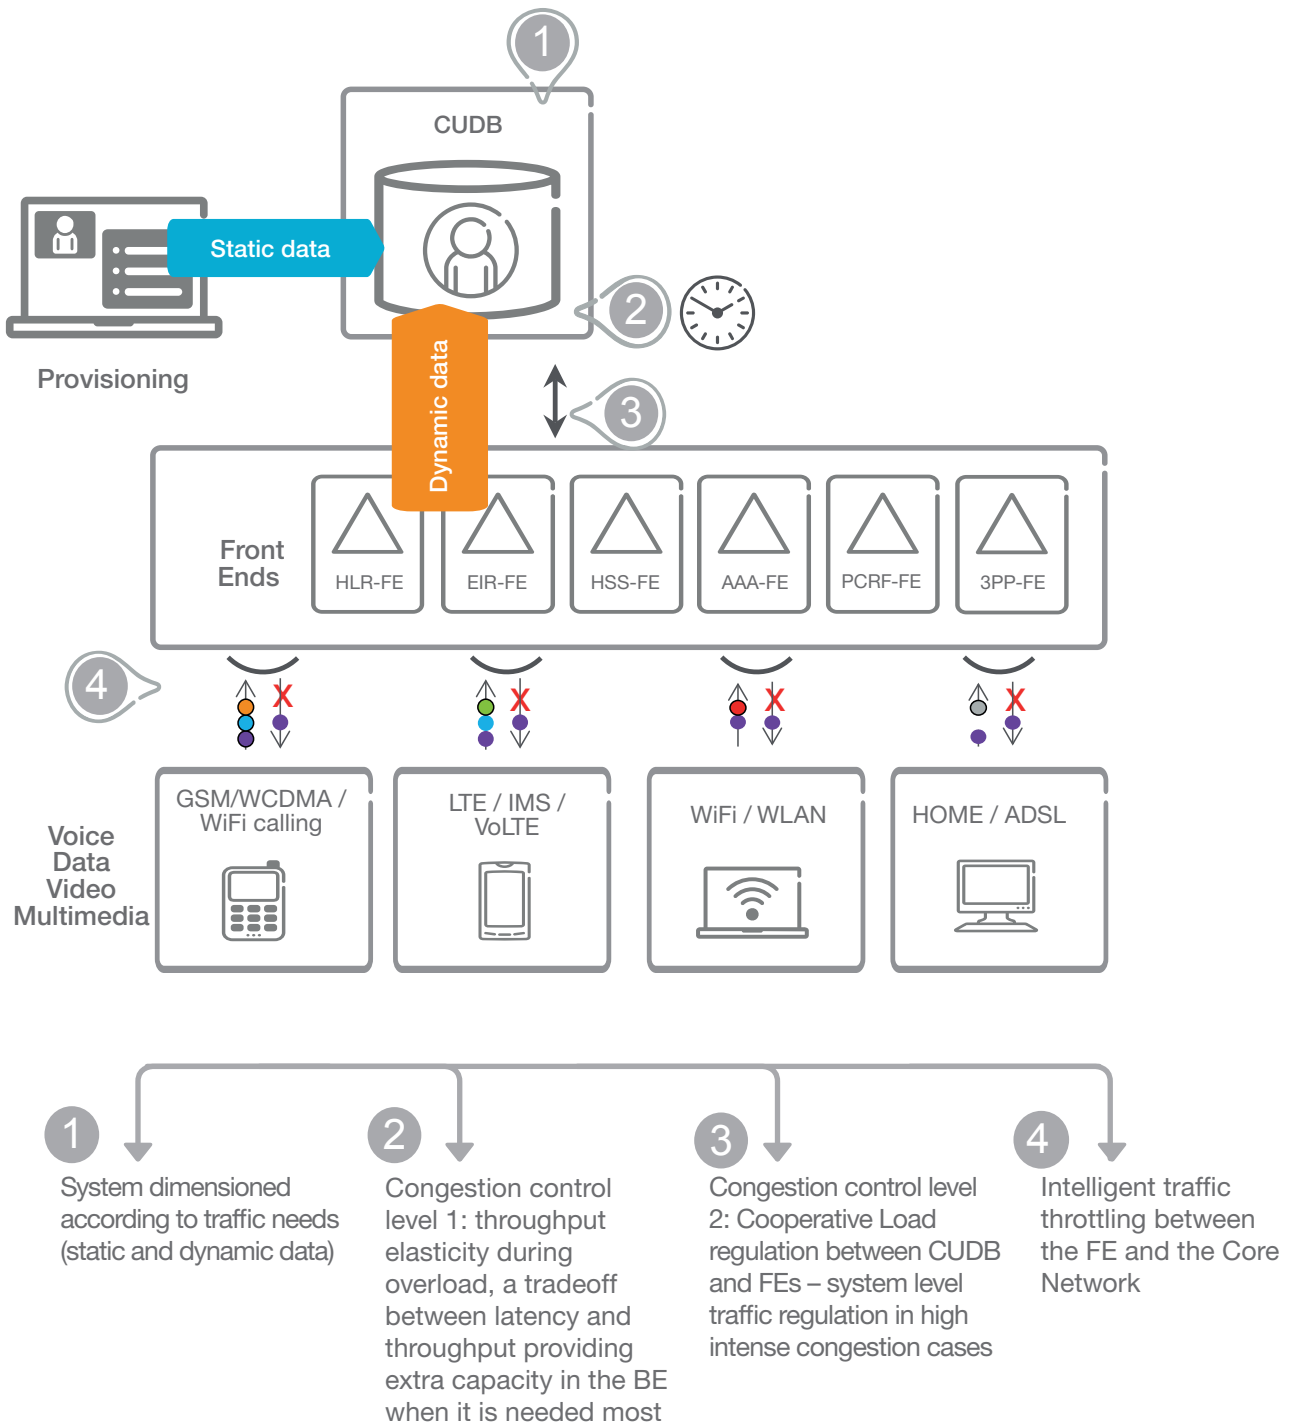 1
CUDB
Static data
2
Provisioning
Dynamic data
3
Front
Ends
HLR-FE
EIR-FE
HSS-FE
AAA-FE
PCRF-FE
3PP-FE
4
X
X
X
X
Voice
Data
Video
Multimedia
GSM/WCDMA /
WiFi calling
LTE / IMS /
VoLTE
WiFi / WLAN
HOME / ADSL
1
System dimensioned
according to traffic needs
(static and dynamic data)
2
Congestion control
level 1: throughput
elasticity during
overload, a tradeoff
between latency and
throughput providing
extra capacity in the BE
when it is needed most
3
Congestion control level
2: Cooperative Load
regulation between CUDB
and FEs – system level
traffic regulation in high
intense congestion cases
4
Intelligent traffic
throttling between
the FE and the Core
Network